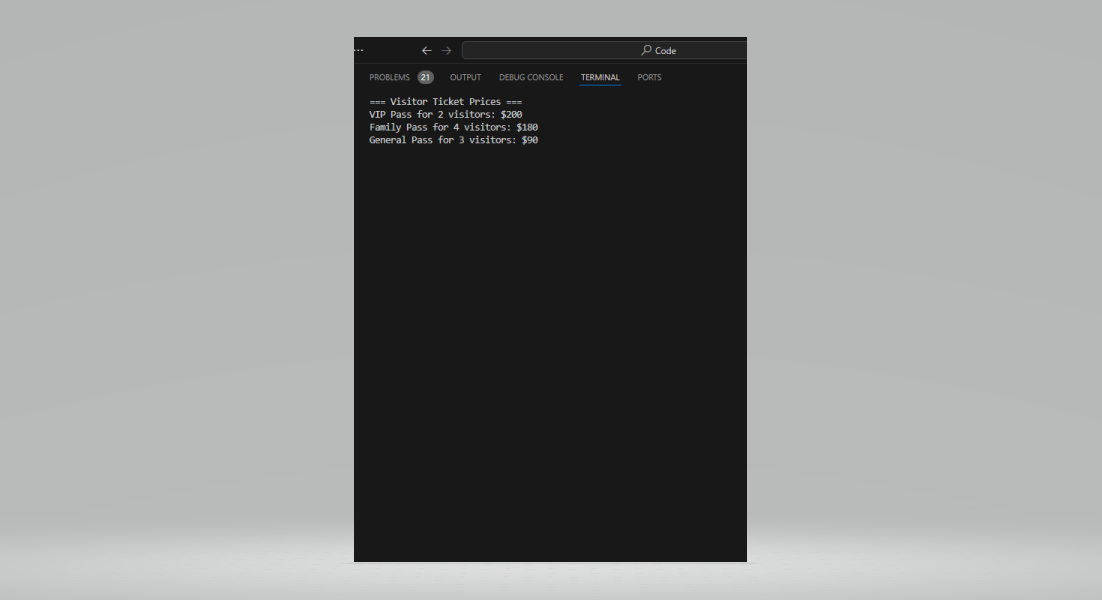 Code
PROBLEMS 21 OUTPUT DEBUG CONSOLE TERMINAL PORTS
=== Visitor Ticket Prices ===
VIP Pass for 2 visitors: $200
Family Pass for 4 visitors: $180
General Pass for 3 visitors: $90